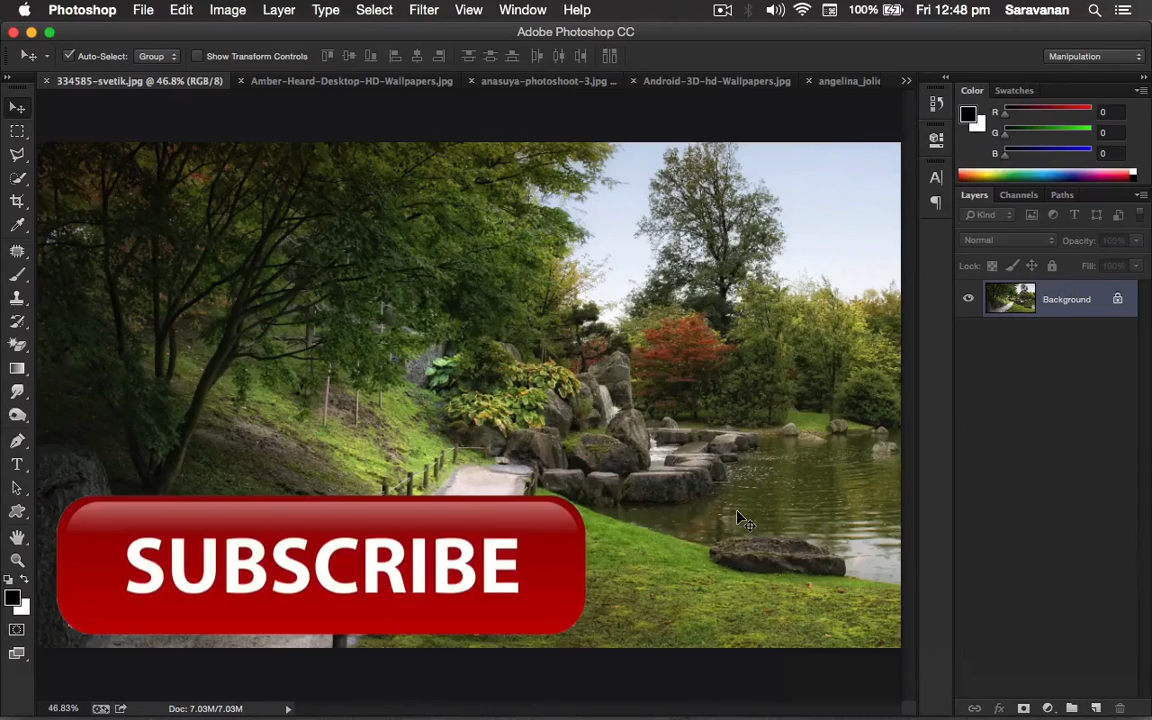 Photoshop File Edit Image Layer Type Select Filter View Window Help 100% Fri 12:48 pm Saravanan
Adobe Photoshop CC
Auto-Select: Group Show Transform Controls Manipulation
334585-svetik.jpg @ 46.8% (RGB/8) Amber-Heard-Desktop-HD-Wallpapers.jpg anasuya-photoshoot-3.jpg ... Android-3D-hd-Wallpapers.jpg angelina_jolie
Color Swatches
R 0
G 0
B 0
Layers Channels Paths
Kind
Normal Opacity: 100%
Lock: Fill: 100%
Background
SUBSCRIBE
46.83% Doc: 7.03M/7.03M